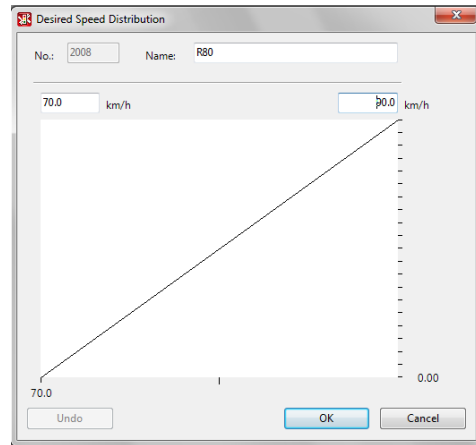 Desired Speed Distribution
No.: 2008 Name: R80
70.0 km/h 90.0 km/h
0.00
70.0
Undo OK Cancel